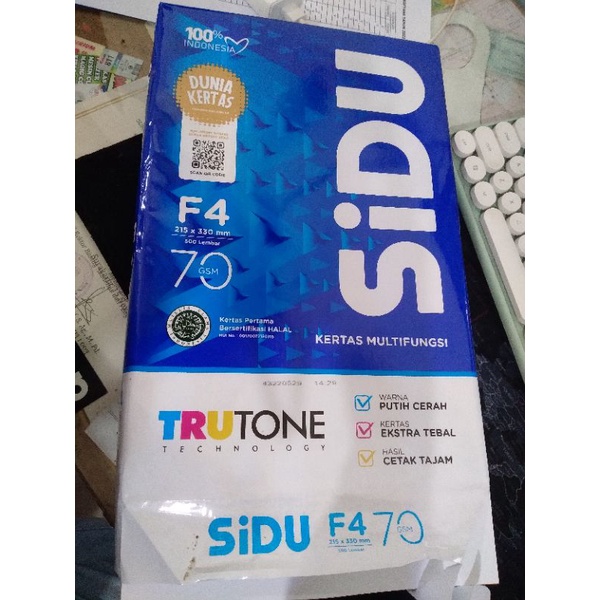 100%
INDONESIA
DUNIA
KERTAS
SCAN QR CODE
F4
215 x 330 mm
500 Lembar
70 GSM
SiDU
KERTAS MULTIFUNGSI
Kertas Pertama
Bersertifikasi HALAL
TRUTONE
TECHNOLOGY
WARNA
PUTIH CERAH
KERTAS
EKSTRA TEBAL
HASIL
CETAK TAJAM
SiDU F4 70 GSM
215 x 330 mm
500 Lembar